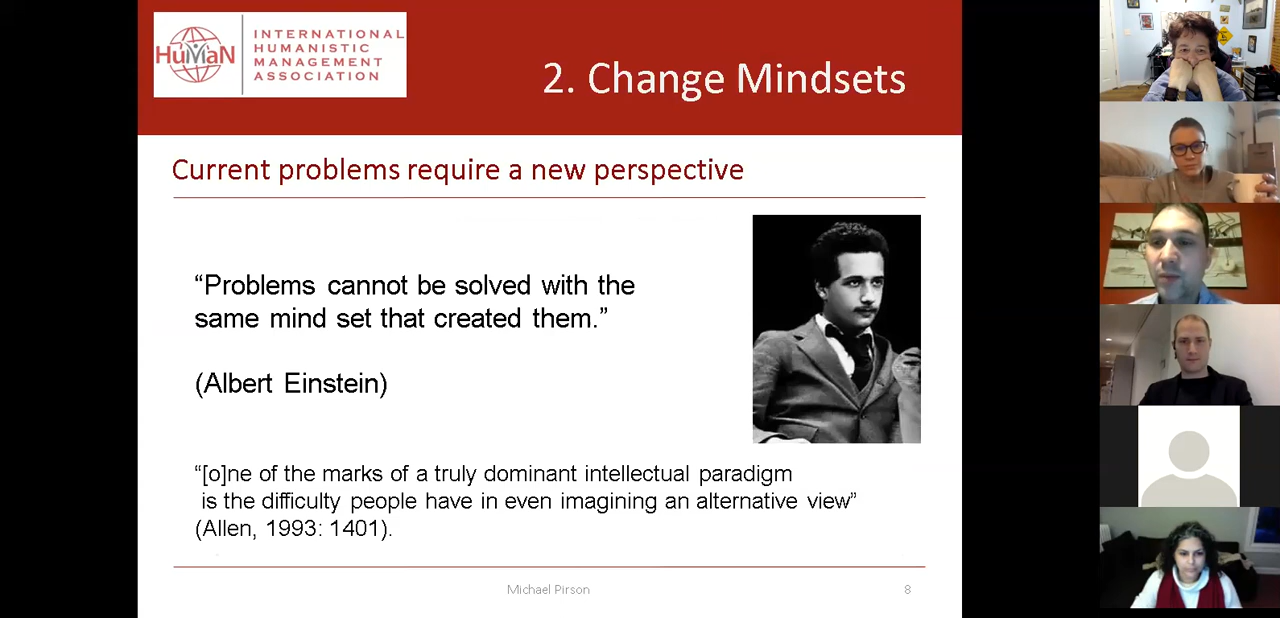 HuMaN
INTERNATIONAL
HUMANISTIC
MANAGEMENT
ASSOCIATION
2. Change Mindsets
Current problems require a new perspective
“Problems cannot be solved with the
same mind set that created them.”
(Albert Einstein)
“[o]ne of the marks of a truly dominant intellectual paradigm
is the difficulty people have in even imagining an alternative view”
(Allen, 1993: 1401).
Michael Pirson
8